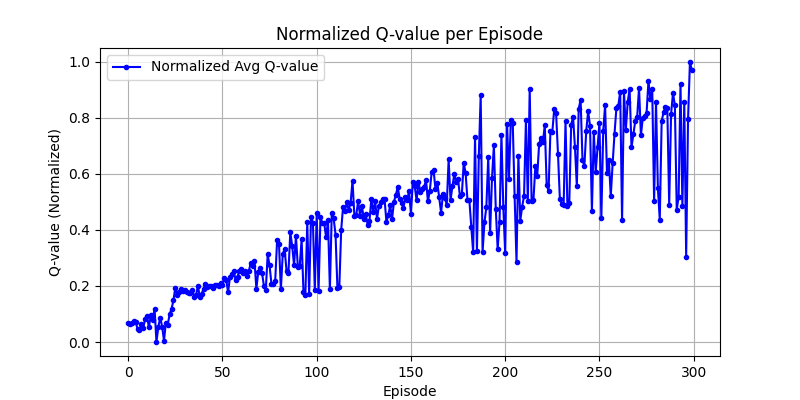 Normalized Q-value per Episode
Normalized Avg Q-value
Q-value (Normalized)
1.0
0.8
0.6
0.4
0.2
0.0
0 50 100 150 200 250 300
Episode